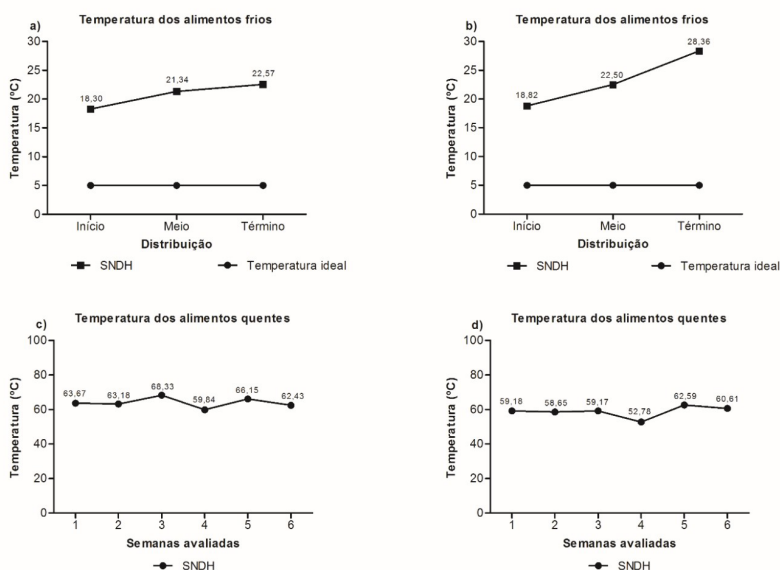 a)
Temperatura dos alimentos frios
Temperatura (ºC)
30
25
20
15
10
5
0
18,30
21,34
22,57
Início
Meio
Término
Distribuição
SNDH
Temperatura ideal
b)
Temperatura dos alimentos frios
Temperatura (ºC)
30
25
20
15
10
5
0
18,82
22,50
28,36
Início
Meio
Término
Distribuição
SNDH
Temperatura ideal
c)
Temperatura dos alimentos quentes
Temperatura (ºC)
100
80
60
40
20
0
63,67
63,18
68,33
59,84
66,15
62,43
1 2 3 4 5 6
Semanas avaliadas
SNDH
d)
Temperatura dos alimentos quentes
Temperatura (ºC)
100
80
60
40
20
0
59,18
58,65
59,17
52,78
62,59
60,61
1 2 3 4 5 6
Semanas avaliadas
SNDH